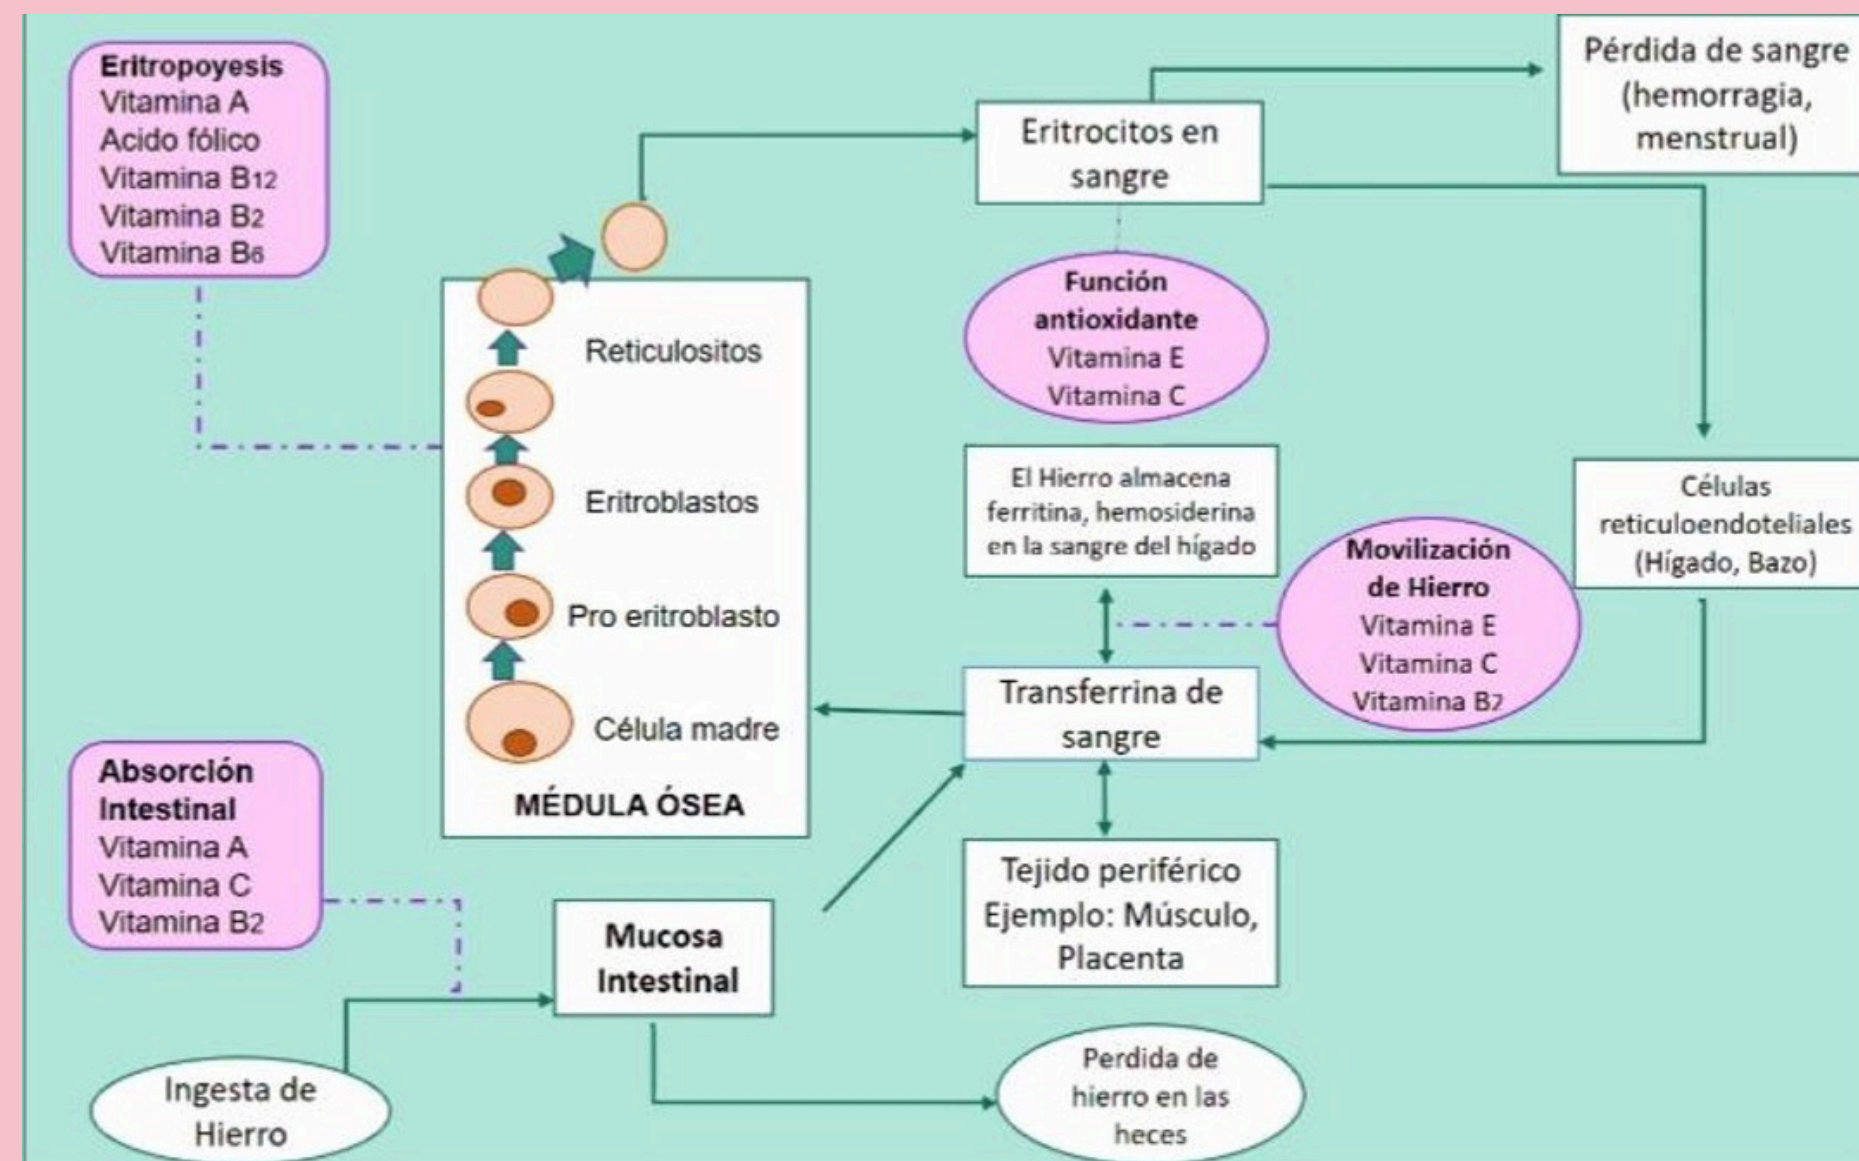 Eritropoyesis
Vitamina A
Acido fólico
Vitamina B12
Vitamina B2
Vitamina B6
Pérdida de sangre
(hemorragia,
menstrual)
Eritrocitos en
sangre
Función
antioxidante
Vitamina E
Vitamina C
Reticulositos
Eritroblastos
Pro eritroblasto
Célula madre
MÉDULA ÓSEA
El Hierro almacena
ferritina, hemosiderina
en la sangre del hígado
Células
reticuloendoteliales
(Hígado, Bazo)
Movilización
de Hierro
Vitamina E
Vitamina C
Vitamina B2
Transferrina de
sangre
Absorción
Intestinal
Vitamina A
Vitamina C
Vitamina B2
Tejido periférico
Ejemplo: Músculo,
Placenta
Mucosa
Intestinal
Ingesta de
Hierro
Perdida de
hierro en las
heces